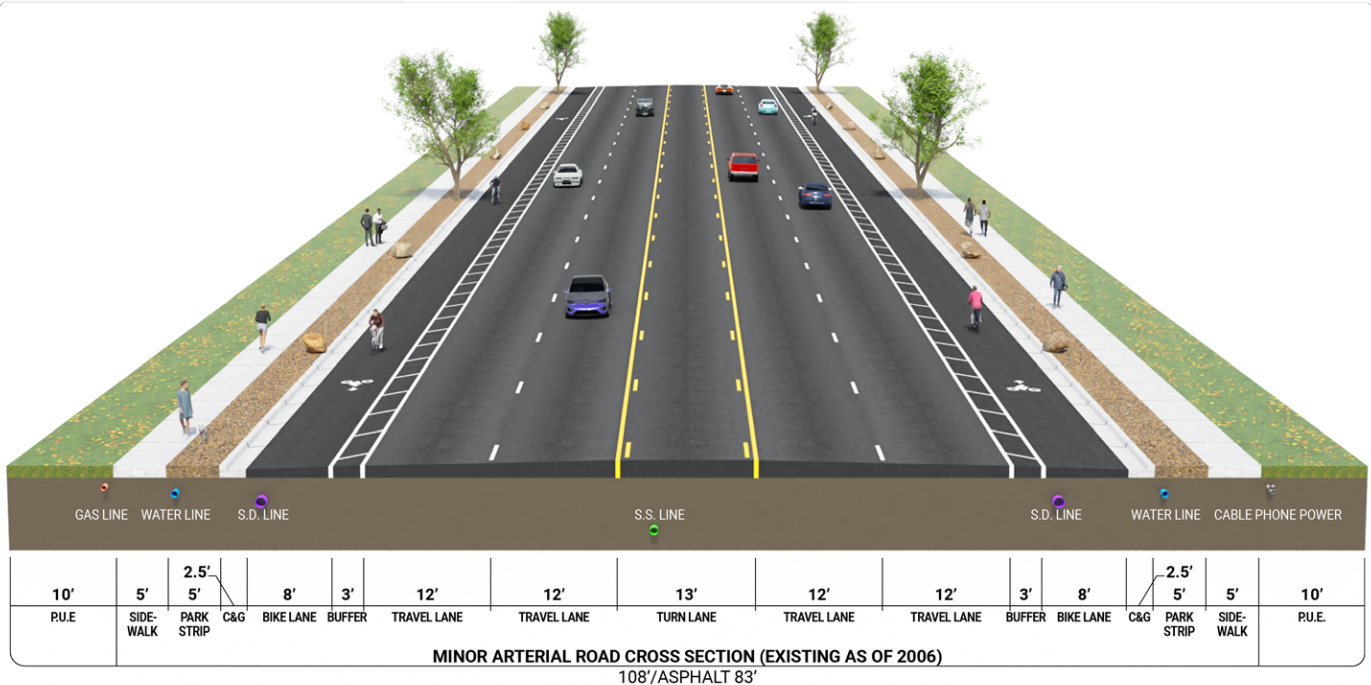 GAS LINE WATER LINE S.D. LINE S.S. LINE S.D. LINE WATER LINE CABLE PHONE POWER
2.5’ 2.5’
10’ 5’ 5’ 8’ 3’ 12’ 12’ 13’ 12’ 12’ 3’ 8’ 5’ 5’ 10’
P.U.E SIDE-WALK PARK STRIP C&G BIKE LANE BUFFER TRAVEL LANE TRAVEL LANE TURN LANE TRAVEL LANE TRAVEL LANE BUFFER BIKE LANE C&G PARK STRIP SIDE-WALK P.U.E.
MINOR ARTERIAL ROAD CROSS SECTION (EXISTING AS OF 2006)
108’/ASPHALT 83’